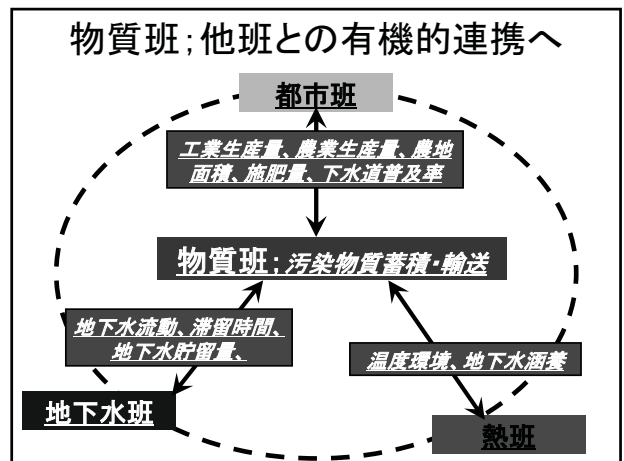 物質班;他班との有機的連携へ
都市班
工業生産量、農業生産量、農地
面積、施肥量、下水道普及率
物質班;汚染物質蓄積・輸送
地下水流動、滞留時間、
地下水貯留量、
温度環境、地下水涵養
地下水班
熱班